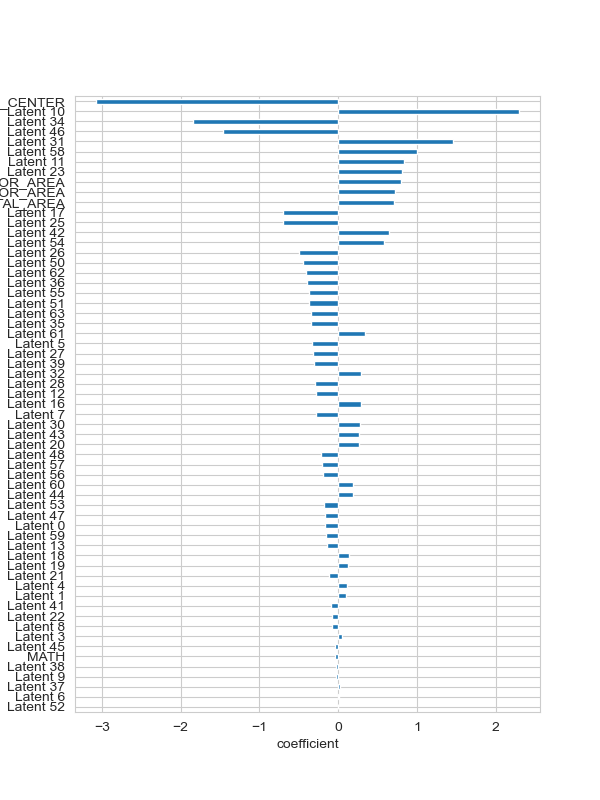 _CENTER
Latent 10
Latent 34
Latent 46
Latent 31
Latent 58
Latent 11
Latent 23
OR_AREA
OR_AREA
TAL_AREA
Latent 17
Latent 25
Latent 42
Latent 54
Latent 26
Latent 50
Latent 62
Latent 36
Latent 55
Latent 51
Latent 63
Latent 35
Latent 61
Latent 5
Latent 27
Latent 39
Latent 32
Latent 28
Latent 12
Latent 16
Latent 7
Latent 30
Latent 43
Latent 20
Latent 48
Latent 57
Latent 56
Latent 60
Latent 44
Latent 53
Latent 47
Latent 0
Latent 59
Latent 13
Latent 18
Latent 19
Latent 21
Latent 4
Latent 1
Latent 41
Latent 22
Latent 8
Latent 3
Latent 45
MATH
Latent 38
Latent 9
Latent 37
Latent 6
Latent 52
−3 −2 −1 0 1 2
coefficient